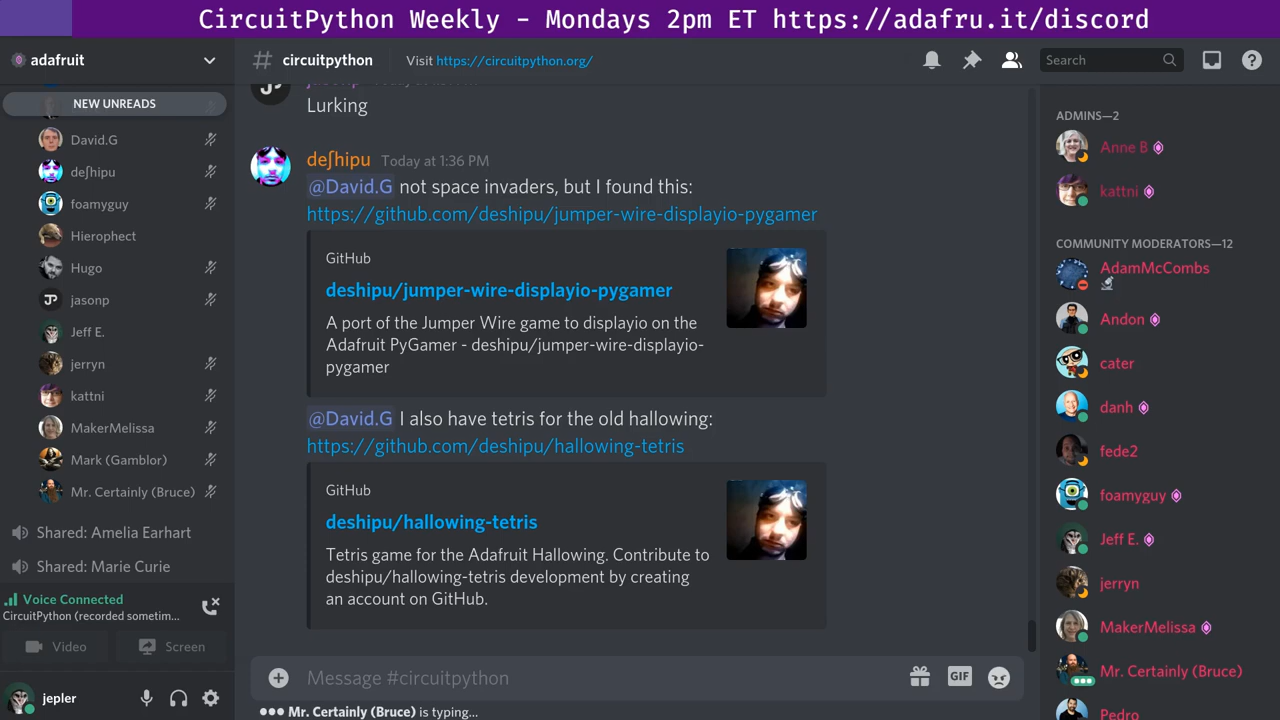 CircuitPython Weekly - Mondays 2pm ET https://adafru.it/discord
adafruit
NEW UNREADS
David.G
deʃhipu
foamyguy
Hierophect
Hugo
jasonp
Jeff E.
jerryn
kattni
MakerMelissa
Mark (Gamblor)
Mr. Certainly (Bruce)
Shared: Amelia Earhart
Shared: Marie Curie
Voice Connected
CircuitPython (recorded sometim...
Video
Screen
jepler
# circuitpython
Visit https://circuitpython.org/
Search
Lurking
deʃhipu Today at 1:36 PM
@David.G not space invaders, but I found this:
https://github.com/deshipu/jumper-wire-displayio-pygamer
GitHub
deshipu/jumper-wire-displayio-pygamer
A port of the Jumper Wire game to displayio on the
Adafruit PyGamer - deshipu/jumper-wire-displayio-
pygamer
@David.G I also have tetris for the old hallowing:
https://github.com/deshipu/hallowing-tetris
GitHub
deshipu/hallowing-tetris
Tetris game for the Adafruit Hallowing. Contribute to
deshipu/hallowing-tetris development by creating
an account on GitHub.
Message #circuitpython
GIF
Mr. Certainly (Bruce) is typing...
ADMINS—2
Anne B
kattni
COMMUNITY MODERATORS—12
AdamMcCombs
Andon
cater
danh
fede2
foamyguy
Jeff E.
jerryn
MakerMelissa
Mr. Certainly (Bruce)
Pedro